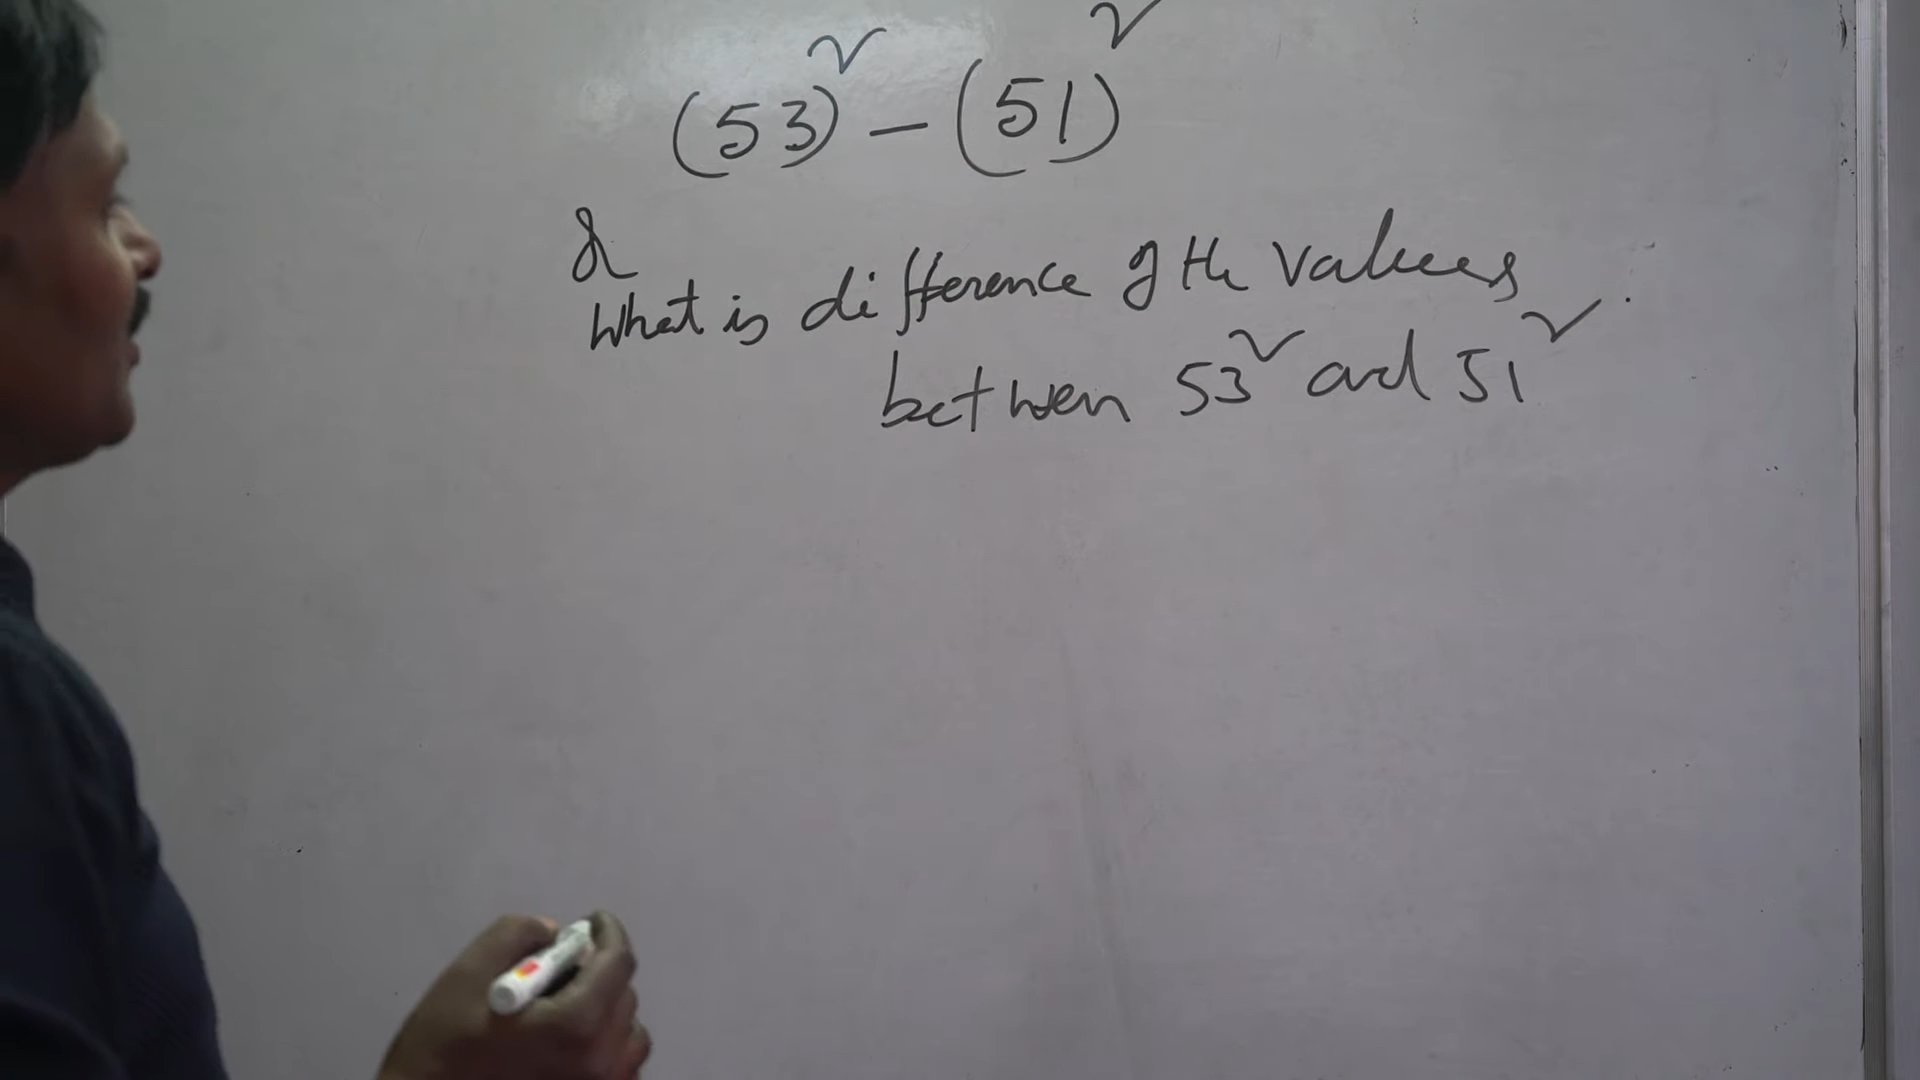 (53)² - (51)²
&
What is difference of the values
between 53² and 51²